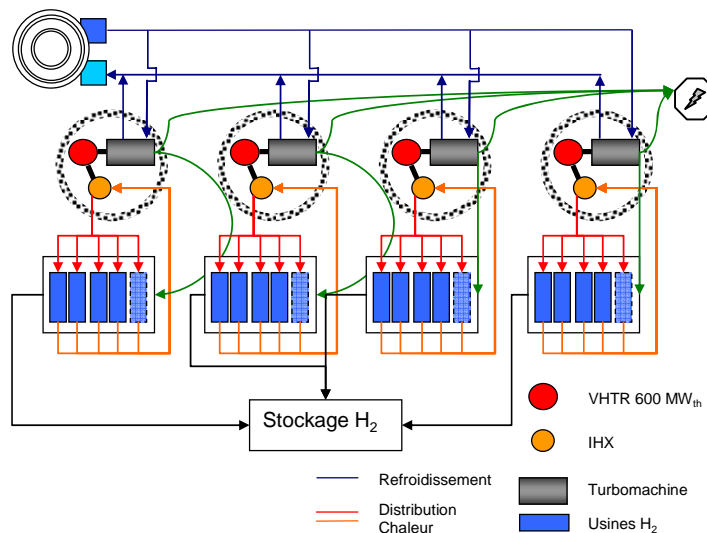 Stockage H₂
VHTR 600 MWth
IHX
Refroidissement
Turbomachine
Distribution
Chaleur
Usines H₂